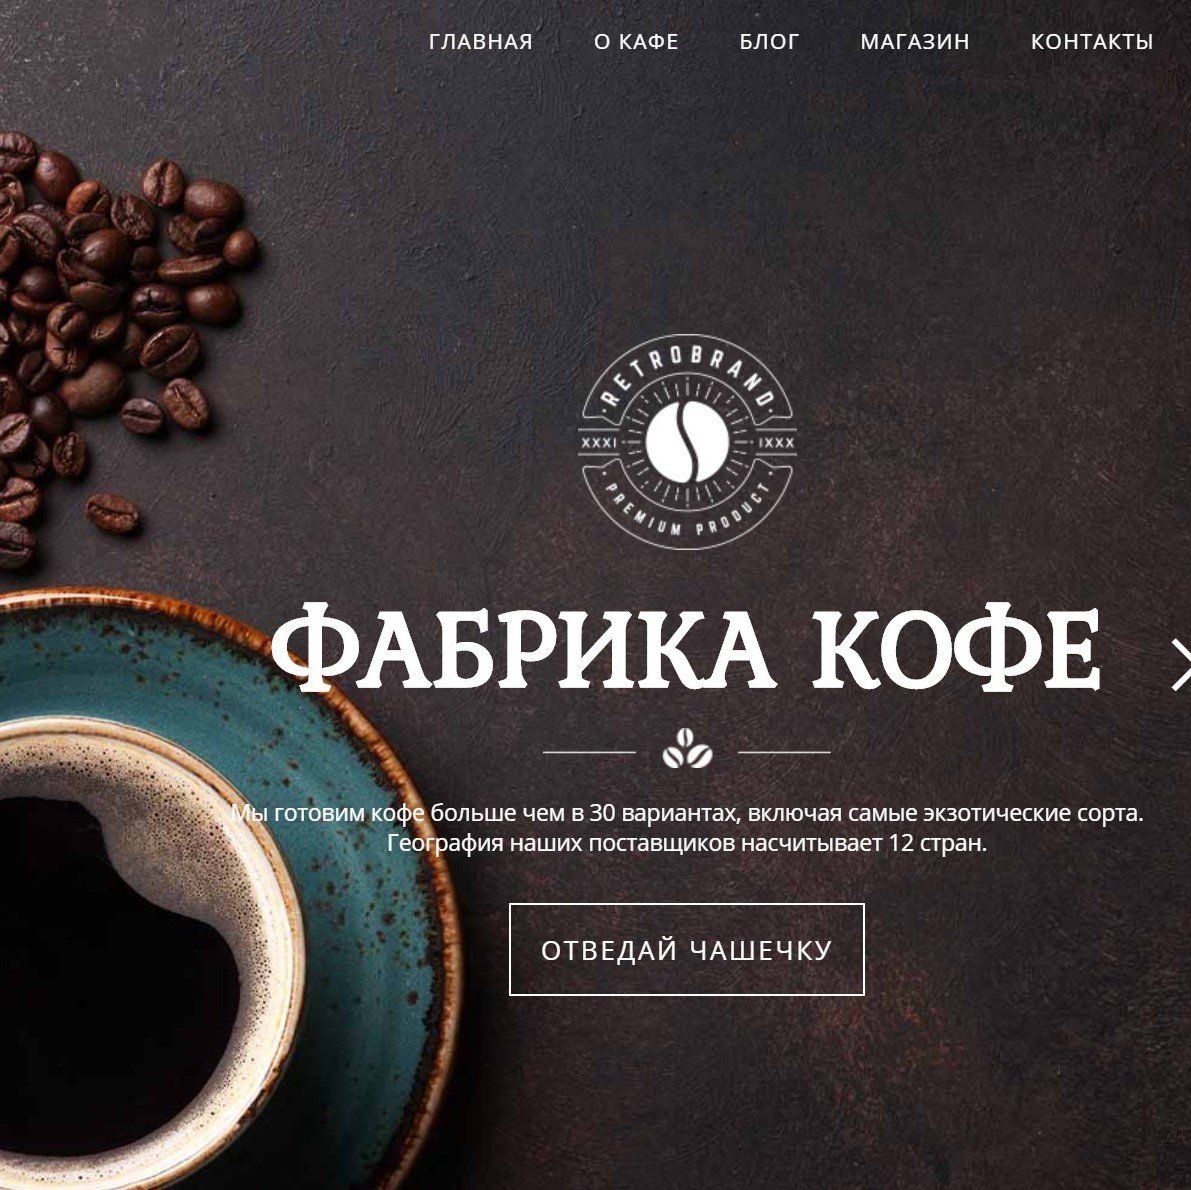 ГЛАВНАЯ О КАФЕ БЛОГ МАГАЗИН КОНТАКТЫ
RETROBRAND
XXXI IXXX
PREMIUM PRODUCT
ФАБРИКА КОФЕ
Мы готовим кофе больше чем в 30 вариантах, включая самые экзотические сорта.
География наших поставщиков насчитывает 12 стран.
ОТВЕДАЙ ЧАШЕЧКУ